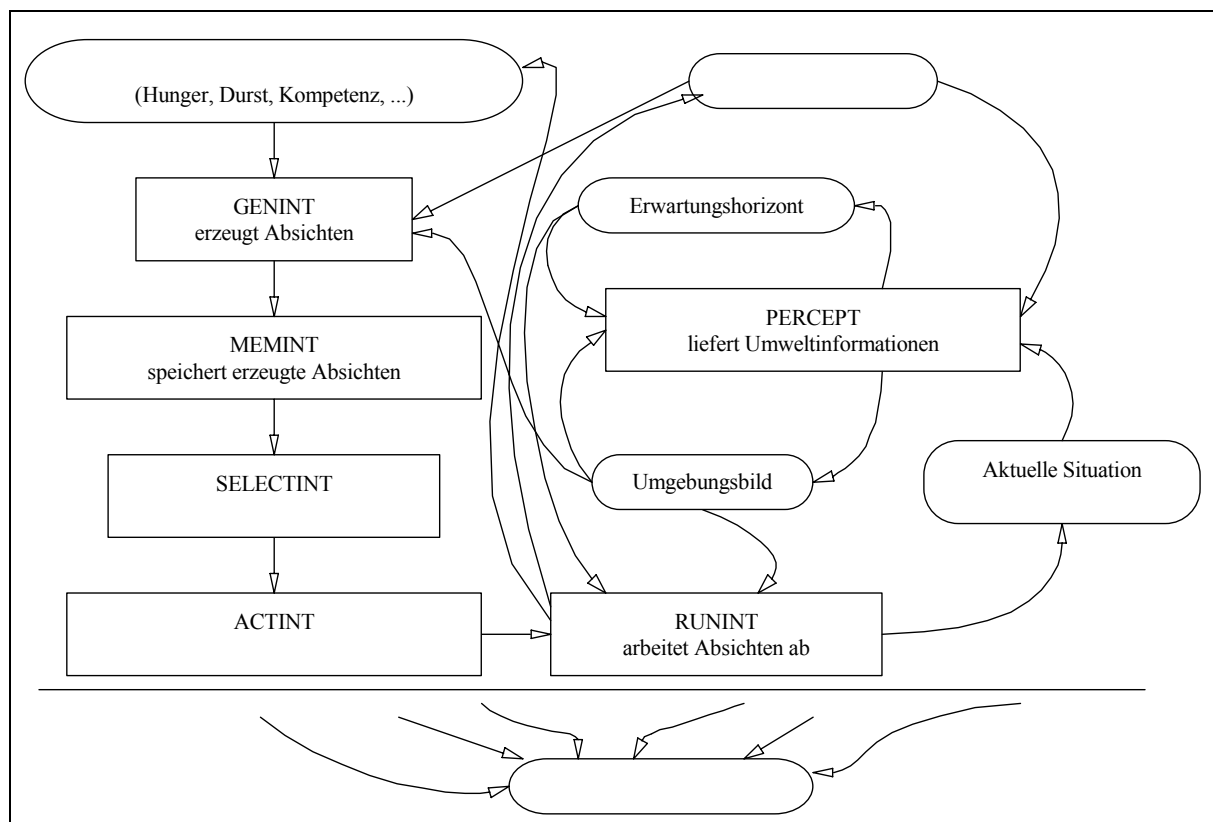 (Hunger, Durst, Kompetenz, ...)
GENINT
erzeugt Absichten
MEMINT
speichert erzeugte Absichten
SELECTINT
ACTINT
Erwartungshorizont
PERCEPT
liefert Umweltinformationen
Umgebungsbild
Aktuelle Situation
RUNINT
arbeitet Absichten ab